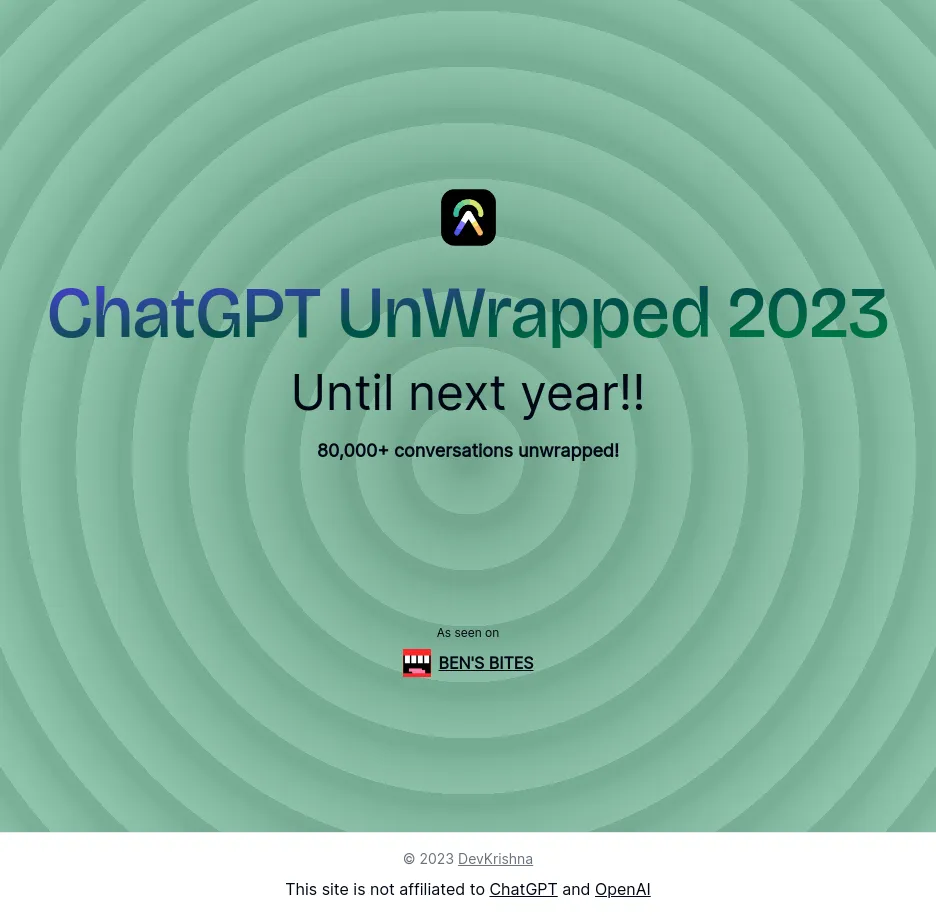 ChatGPT UnWrapped 2023
Until next year!!
80,000+ conversations unwrapped!
As seen on
BEN'S BITES
© 2023 DevKrishna
This site is not affiliated to ChatGPT and OpenAI